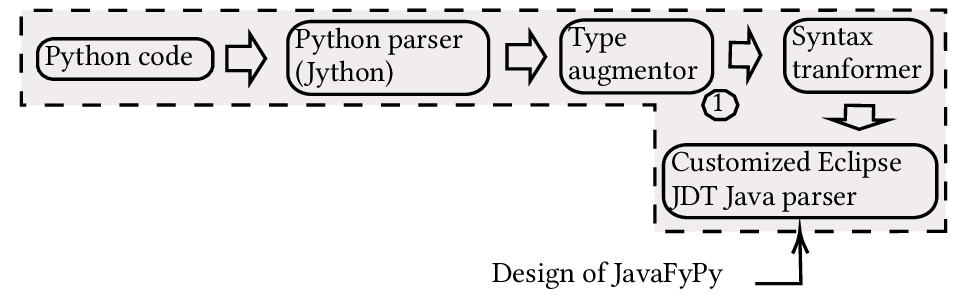 Python code
Python parser
(Jython)
Type
augmentor
1
Syntax
tranformer
Customized Eclipse
JDT Java parser
Design of JavaFyPy